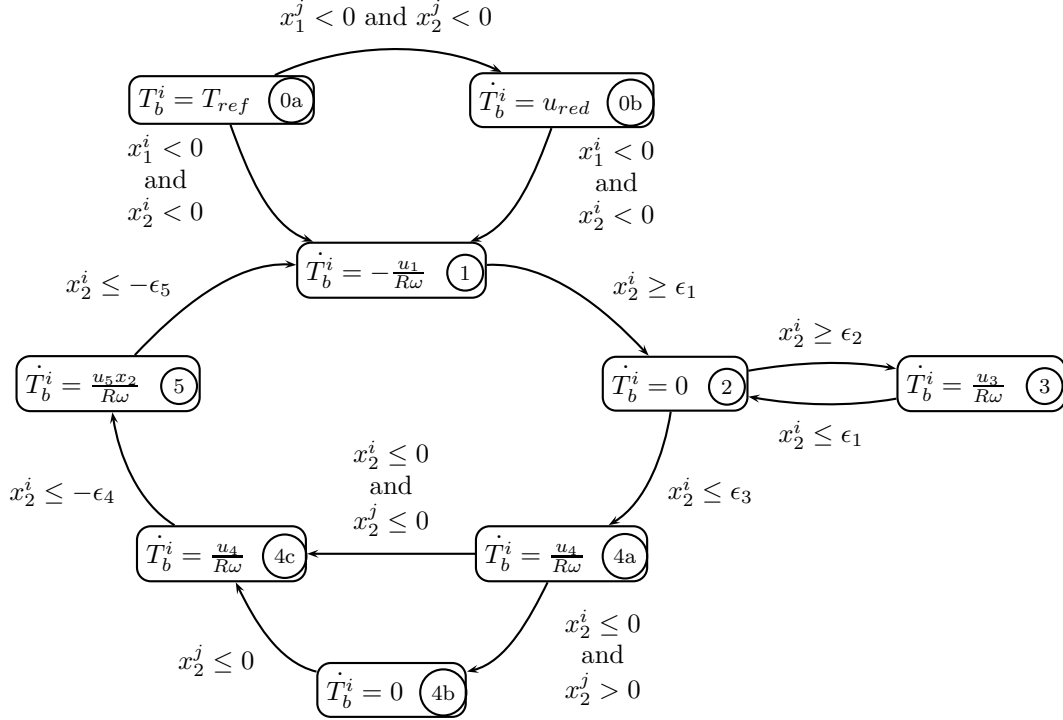 $x_1^j < 0$ and $x_2^j < 0$
$T_b^i = T_{ref}$ 0a
$\dot{T}_b^i = u_{red}$ 0b
$x_1^i < 0$
and
$x_2^i < 0$
$x_1^i < 0$
and
$x_2^i < 0$
$\dot{T}_b^i = -\frac{u_1}{R\omega}$ 1
$x_2^i \leq -\epsilon_5$
$x_2^i \geq \epsilon_1$
$\dot{T}_b^i = \frac{u_5 x_2}{R\omega}$ 5
$\dot{T}_b^i = 0$ 2
$x_2^i \geq \epsilon_2$
$\dot{T}_b^i = \frac{u_3}{R\omega}$ 3
$x_2^i \leq \epsilon_1$
$x_2^i \leq -\epsilon_4$
$x_2^i \leq 0$
and
$x_2^j \leq 0$
$x_2^i \leq \epsilon_3$
$\dot{T}_b^i = \frac{u_4}{R\omega}$ 4c
$\dot{T}_b^i = \frac{u_4}{R\omega}$ 4a
$x_2^j \leq 0$
$\dot{T}_b^i = 0$ 4b
$x_2^i \leq 0$
and
$x_2^j > 0$